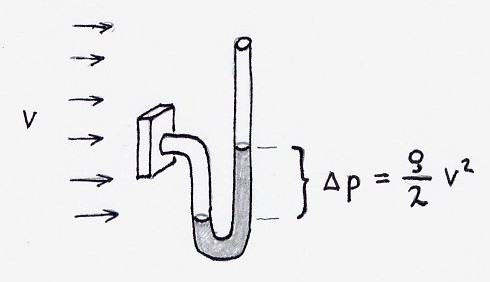 V
Δp = ρ/2 v²